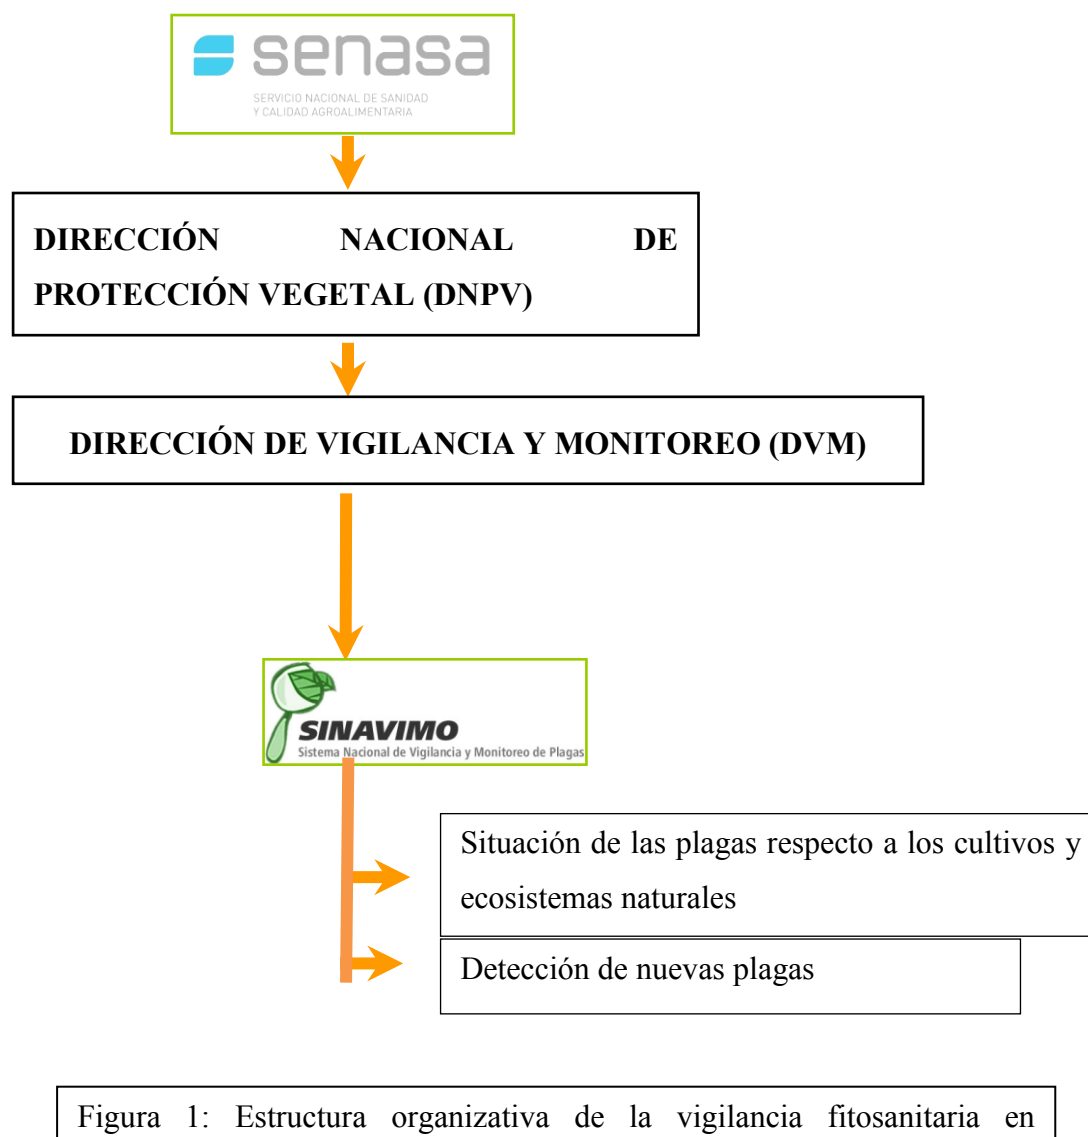 senasa
SERVICIO NACIONAL DE SANIDAD
Y CALIDAD AGROALIMENTARIA
DIRECCIÓN NACIONAL DE
PROTECCIÓN VEGETAL (DNPV)
DIRECCIÓN DE VIGILANCIA Y MONITOREO (DVM)
SINAVIMO
Sistema Nacional de Vigilancia y Monitoreo de Plagas
Situación de las plagas respecto a los cultivos y
ecosistemas naturales
Detección de nuevas plagas
Figura 1: Estructura organizativa de la vigilancia fitosanitaria en